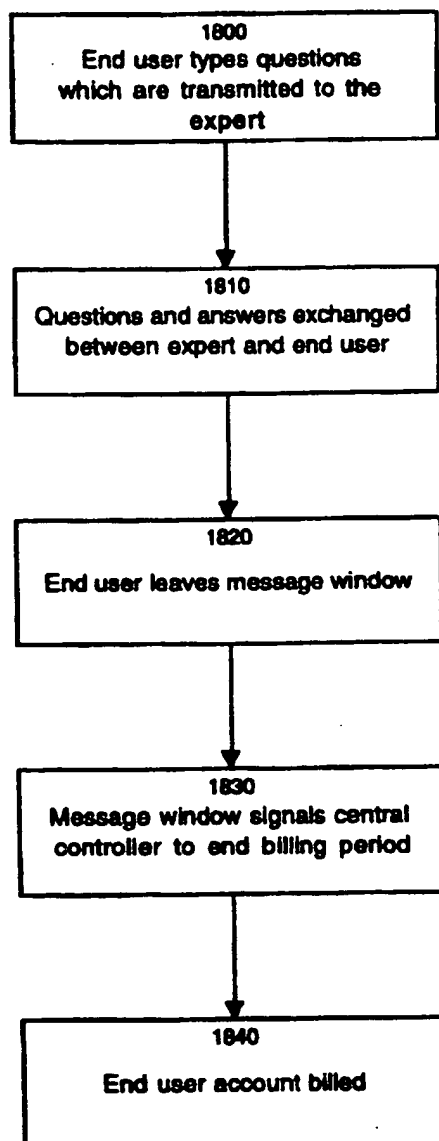 1800
End user types questions
which are transmitted to the
expert
1810
Questions and answers exchanged
between expert and end user
1820
End user leaves message window
1830
Message window signals central
controller to end billing period
1840
End user account billed